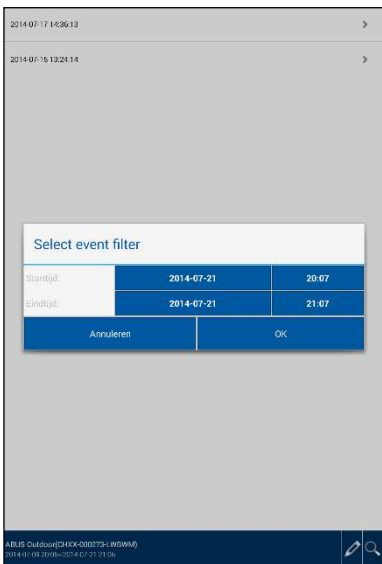 2014-07-17 14:36:13
2014-07-15 13:24:14
Select event filter
Starttijd: 2014-07-21 20:07
Eindtijd: 2014-07-21 21:07
Annuleren OK
ABUS Outdoor(CHXX-000273-LWBWM)
2014-07-09 20:06~2014-07-21 21:06